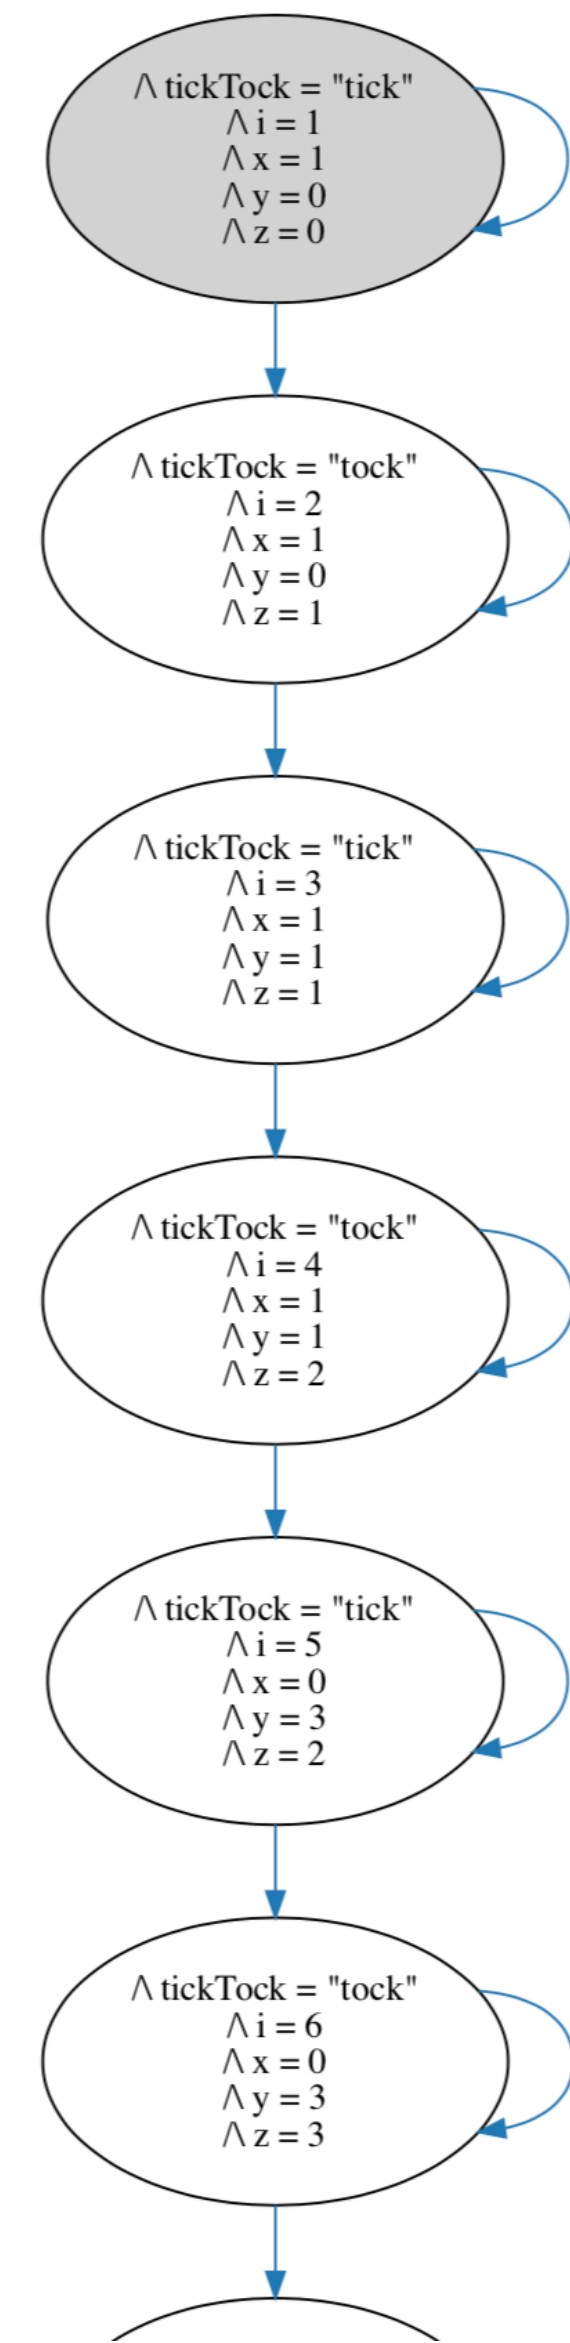 /\ tickTock = "tick"
/\ i = 1
/\ x = 1
/\ y = 0
/\ z = 0
/\ tickTock = "tock"
/\ i = 2
/\ x = 1
/\ y = 0
/\ z = 1
/\ tickTock = "tick"
/\ i = 3
/\ x = 1
/\ y = 1
/\ z = 1
/\ tickTock = "tock"
/\ i = 4
/\ x = 1
/\ y = 1
/\ z = 2
/\ tickTock = "tick"
/\ i = 5
/\ x = 0
/\ y = 3
/\ z = 2
/\ tickTock = "tock"
/\ i = 6
/\ x = 0
/\ y = 3
/\ z = 3